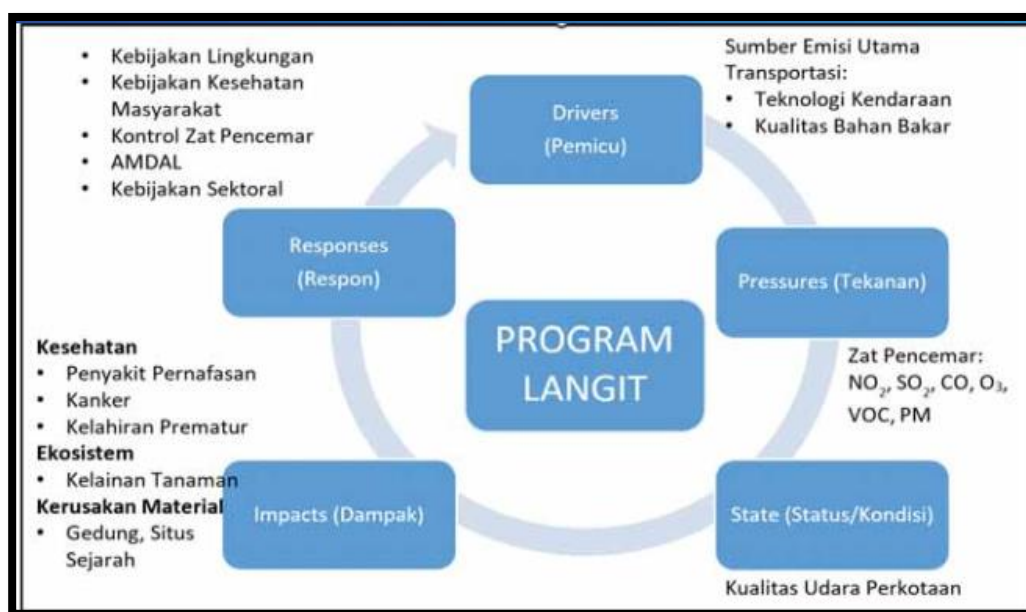 • Kebijakan Lingkungan
• Kebijakan Kesehatan
Masyarakat
• Kontrol Zat Pencemar
• AMDAL
• Kebijakan Sektoral
Drivers
(Pemicu)
Sumber Emisi Utama
Transportasi:
• Teknologi Kendaraan
• Kualitas Bahan Bakar
Responses
(Respon)
Pressures (Tekanan)
PROGRAM
LANGIT
Zat Pencemar:
NO₂, SO₂, CO, O₃,
VOC, PM
Kesehatan
• Penyakit Pernafasan
• Kanker
• Kelahiran Prematur
Ekosistem
• Kelainan Tanaman
Kerusakan Material
• Gedung, Situs
Sejarah
Impacts (Dampak)
State (Status/Kondisi)
Kualitas Udara Perkotaan